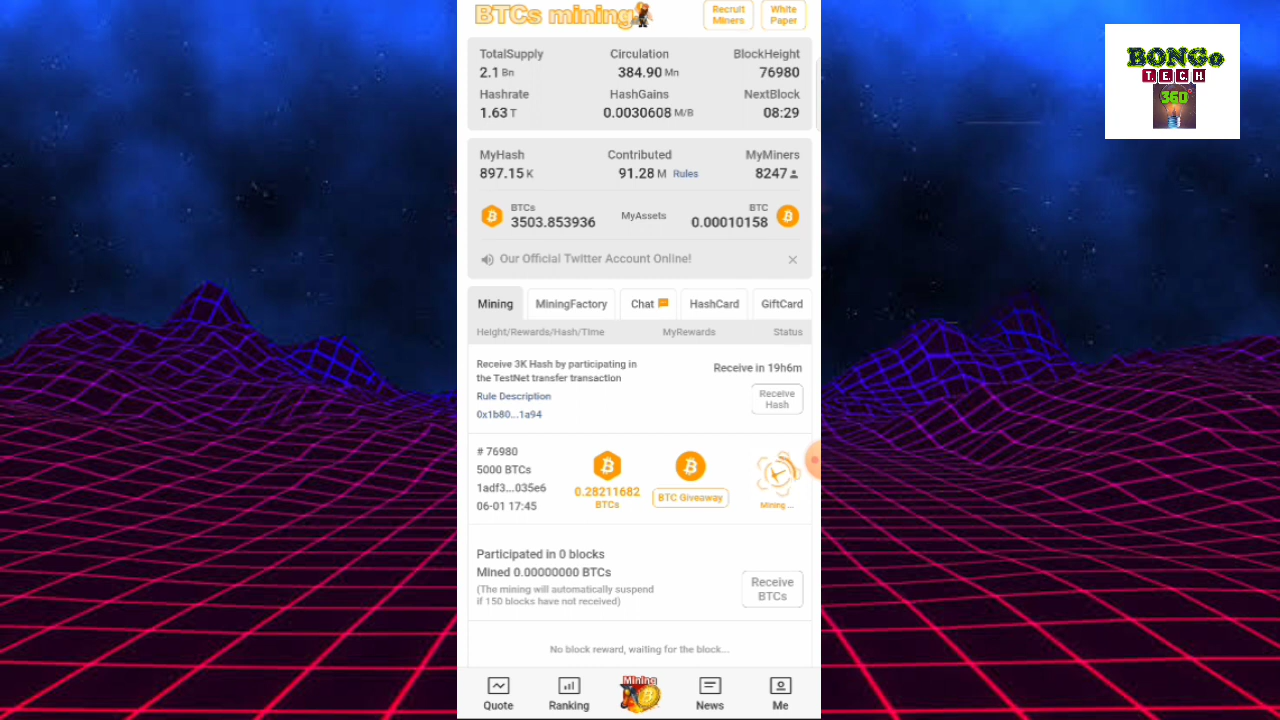 BTCs mining
Recruit Miners
White Paper
BONGo
TECH
360°
TotalSupply
Circulation
BlockHeight
2.1 Bn
384.90 Mn
76980
Hashrate
HashGains
NextBlock
1.63 T
0.0030608 M/B
08:29
MyHash
Contributed
MyMiners
897.15 K
91.28 M Rules
8247
BTCs
3503.853936
MyAssets
BTC
0.00010158
Our Official Twitter Account Online!
Mining
MiningFactory
Chat
HashCard
GiftCard
Height/Rewards/Hash/Time
MyRewards
Status
Receive 3K Hash by participating in
the TestNet transfer transaction
Rule Description
0x1b80...1a94
Receive in 19h6m
Receive
Hash
# 76980
5000 BTCs
1adf3...035e6
06-01 17:45
0.28211682
BTCs
BTC Giveaway
Mining ...
Participated in 0 blocks
Mined 0.00000000 BTCs
(The mining will automatically suspend
if 150 blocks have not received)
Receive
BTCs
No block reward, waiting for the block...
Quote
Ranking
Mining
News
Me